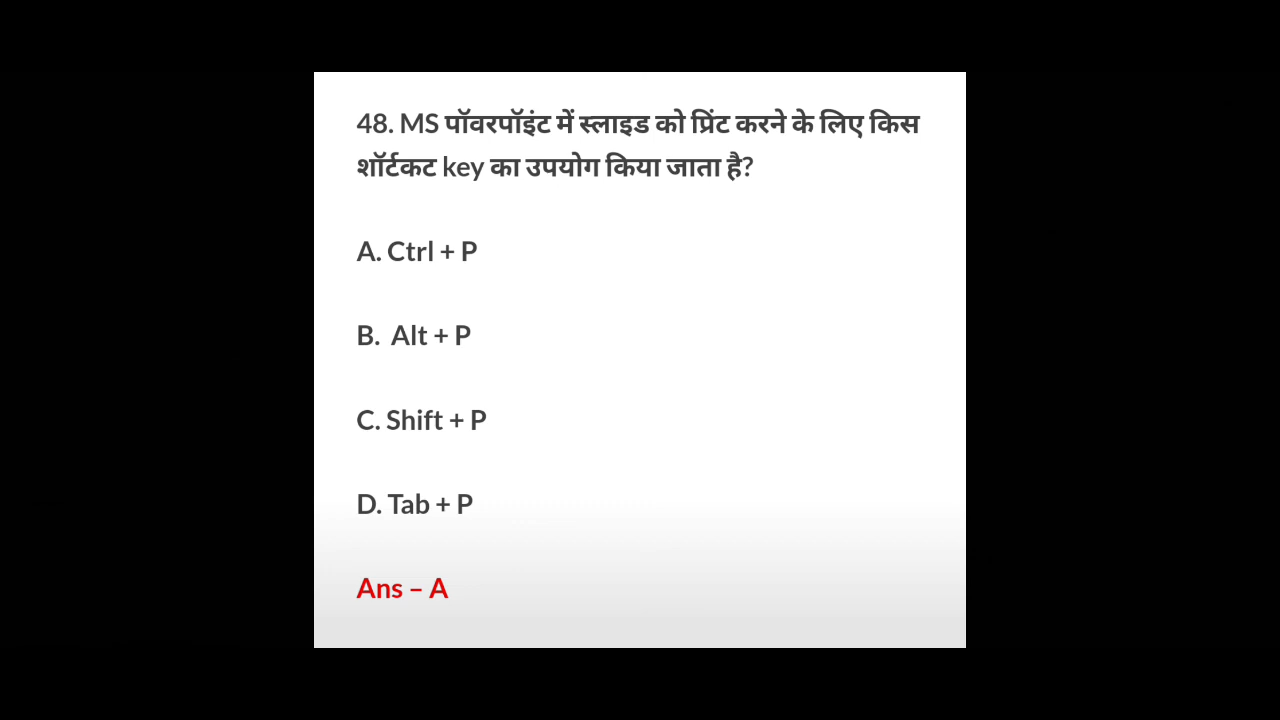 48. MS पॉवरपॉइंट में स्लाइड को प्रिंट करने के लिए किस
शॉर्टकट key का उपयोग किया जाता है?
A. Ctrl + P
B. Alt + P
C. Shift + P
D. Tab + P
Ans – A